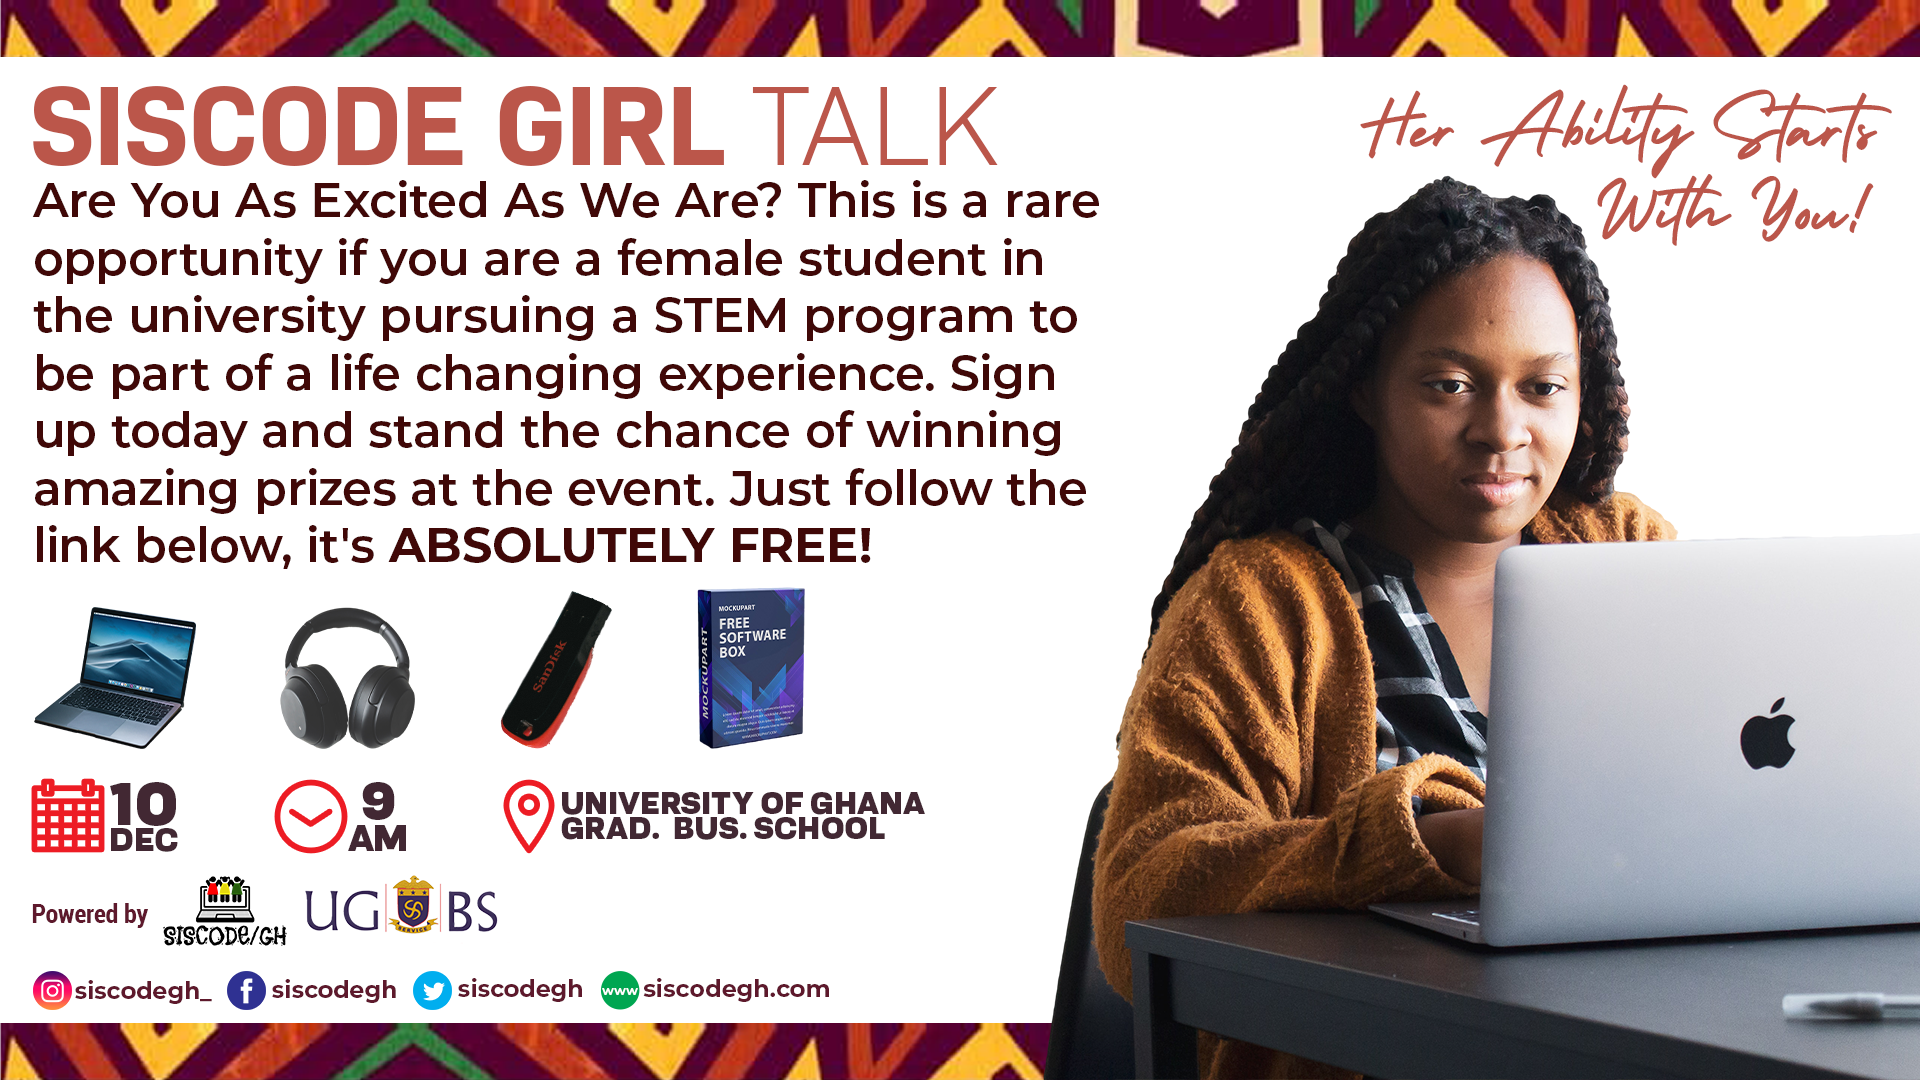 SISCODE GIRL TALK
Are You As Excited As We Are? This is a rare
opportunity if you are a female student in
the university pursuing a STEM program to
be part of a life changing experience. Sign
up today and stand the chance of winning
amazing prizes at the event. Just follow the
link below, it's ABSOLUTELY FREE!
Her Ability Starts
With You!
SanDisk
MOCKUPART
MOCKUPART
FREE
SOFTWARE
BOX
10
DEC
9
AM
UNIVERSITY OF GHANA
GRAD. BUS. SCHOOL
Powered by
SISCODE/GH
UG BS
SERVICE
siscodegh_
siscodegh
siscodegh
www siscodegh.com